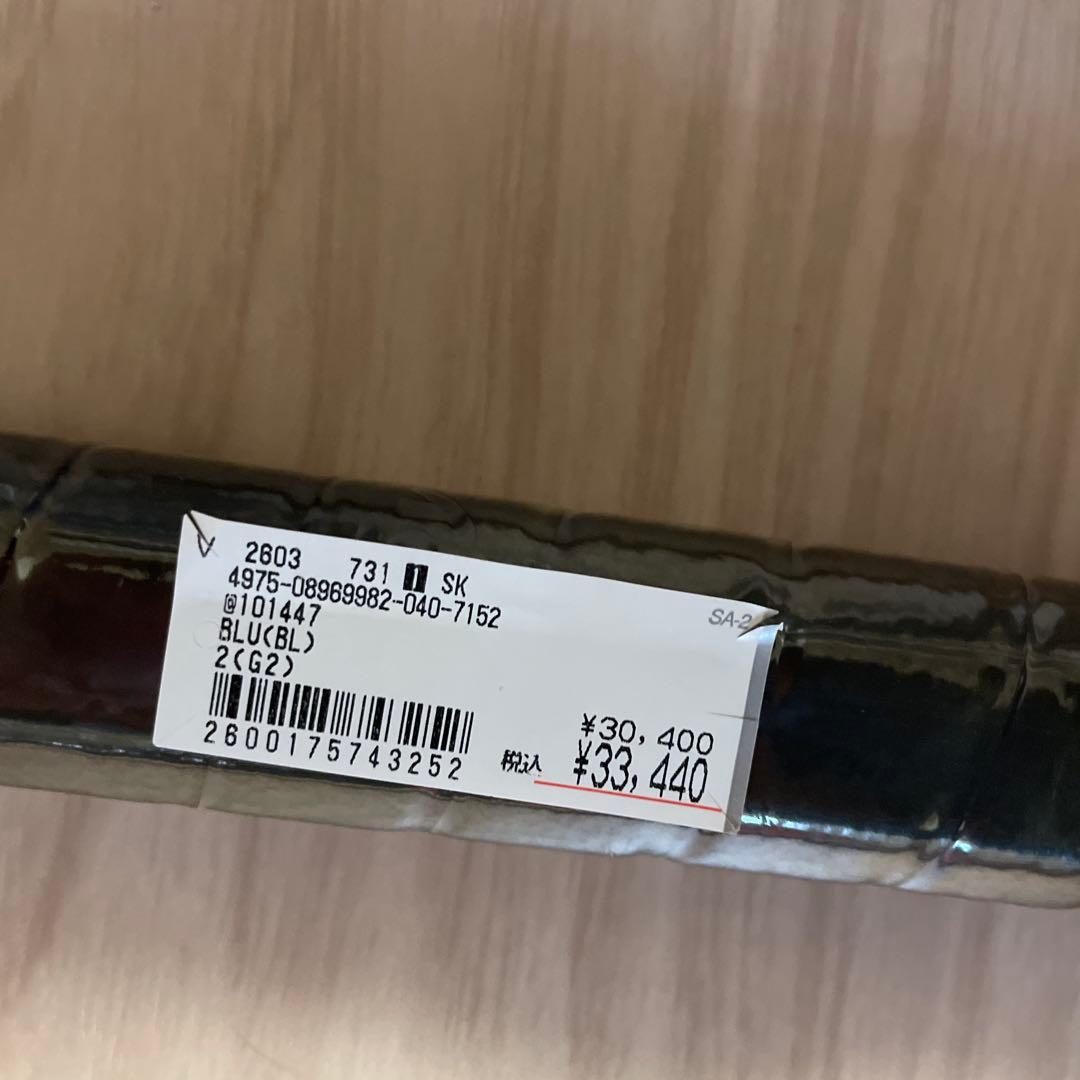 2603 731 1 SK
4975-08969982-040-7152
@101447
SA-2
BLU(BL)
2(G2)
2600175743252
¥30,400
税込 ¥33,440